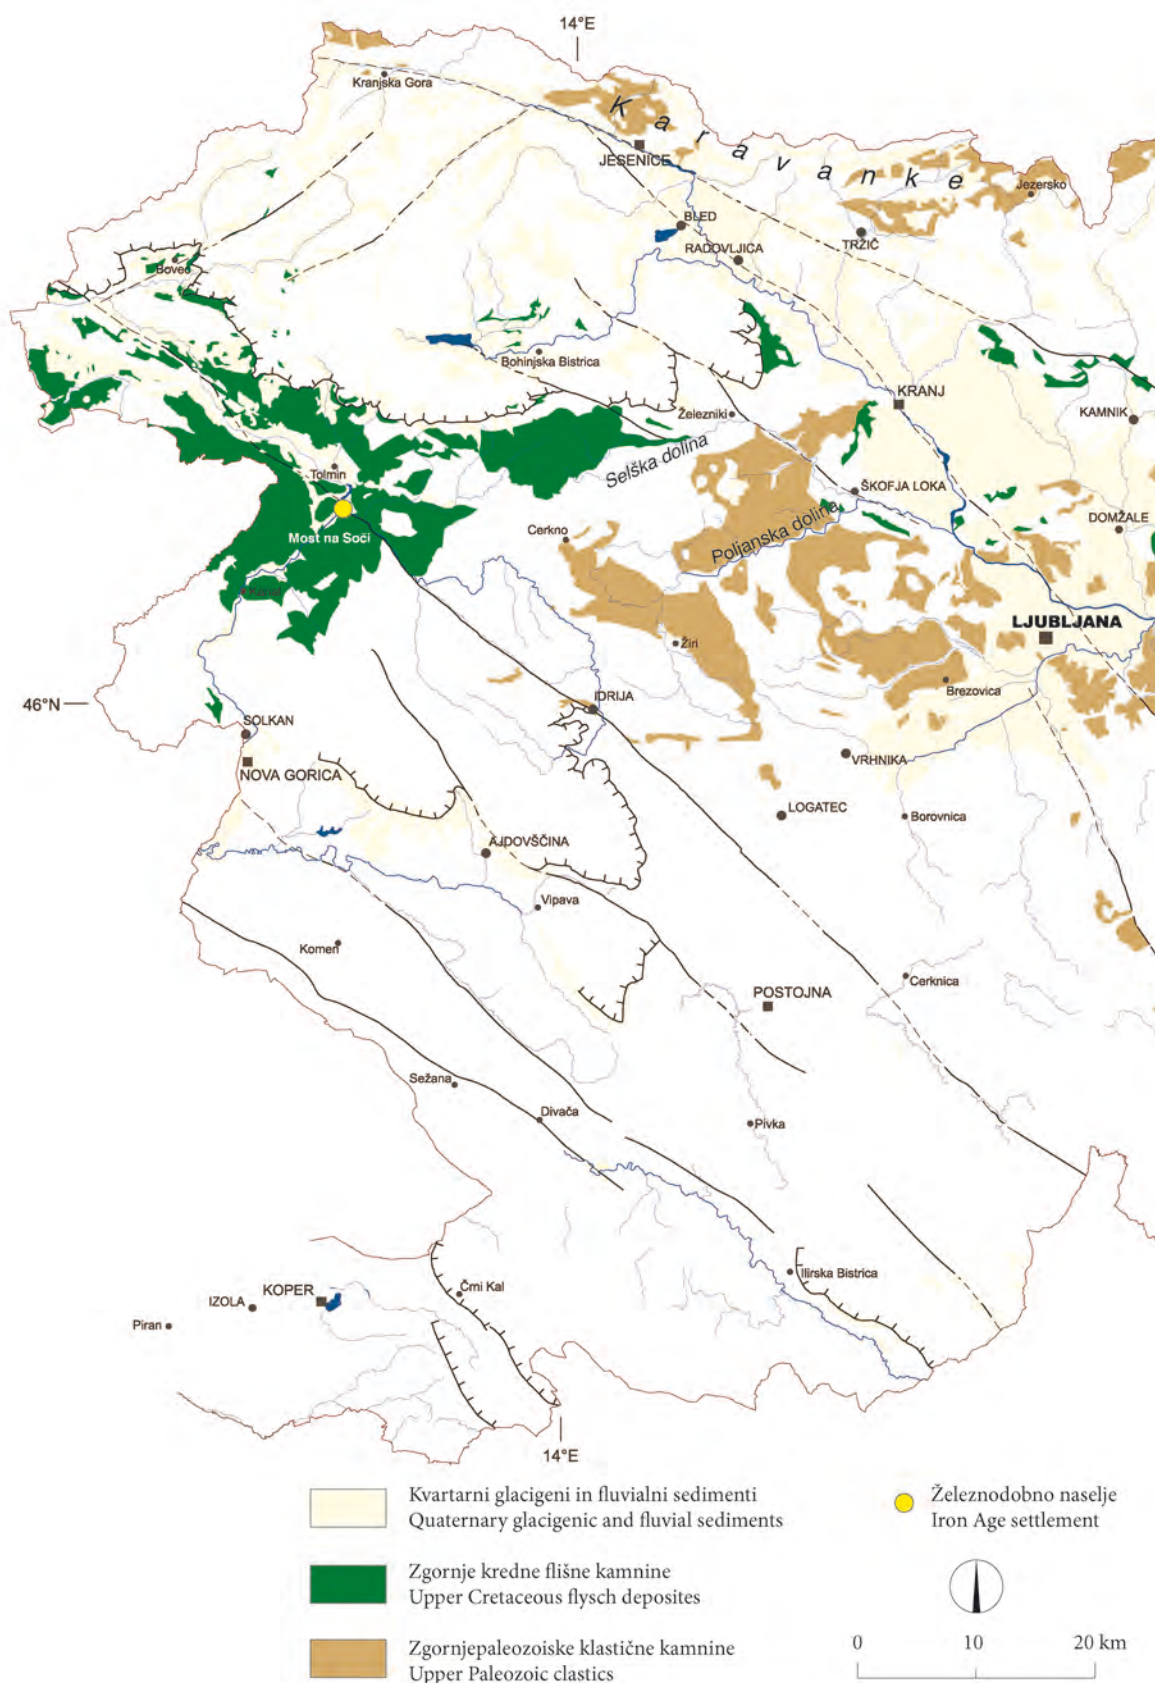 14°E
Kranjska Gora
Karavanke
JESENICE
Jezersko
BLED
RADOVLJICA
TRŽIČ
Bovec
Bohinjska Bistrica
KRANJ
KAMNIK
Železniki
Selška dolina
Tolmin
ŠKOFJA LOKA
DOMŽALE
Most na Soči
Cerkno
Poljanska dolina
Kanal
LJUBLJANA
Žiri
Brezovica
46°N
IDRIJA
SOLKAN
VRHNIKA
NOVA GORICA
LOGATEC
Borovnica
AJDOVŠČINA
Vipava
Komen
Cerknica
POSTOJNA
Sežana
Divača
Pivka
Ilirska Bistrica
Črni Kal
KOPER
IZOLA
Piran
14°E
Kvartarni glacigeni in fluvialni sedimenti
Quaternary glacigenic and fluvial sediments
Železnodobno naselje
Iron Age settlement
Zgornje kredne flišne kamnine
Upper Cretaceous flysch deposites
Zgornjepaleozoiske klastične kamnine
Upper Paleozoic clastics
0 10 20 km